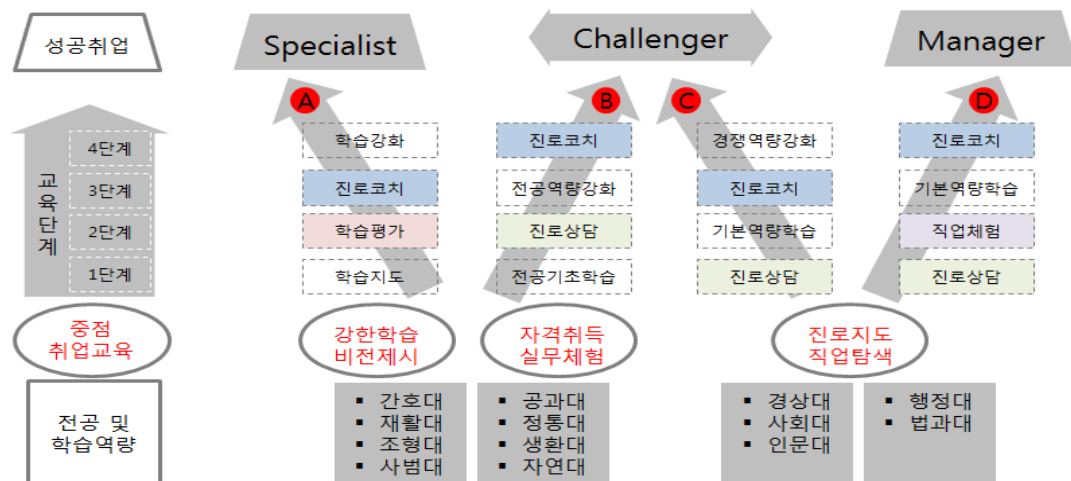 성공취업
Specialist
Challenger
Manager
A
B
C
D
교육단계
4단계
3단계
2단계
1단계
학습강화
진로코치
학습평가
학습지도
진로코치
전공역량강화
진로상담
전공기초학습
경쟁역량강화
진로코치
기본역량학습
진로상담
진로코치
기본역량학습
직업체험
진로상담
중점
취업교육
강한학습
비전제시
자격취득
실무체험
진로지도
직업탐색
전공 및
학습역량
▪ 간호대
▪ 재활대
▪ 조형대
▪ 사범대
▪ 공과대
▪ 정통대
▪ 생환대
▪ 자연대
▪ 경상대
▪ 사회대
▪ 인문대
▪ 행정대
▪ 법과대